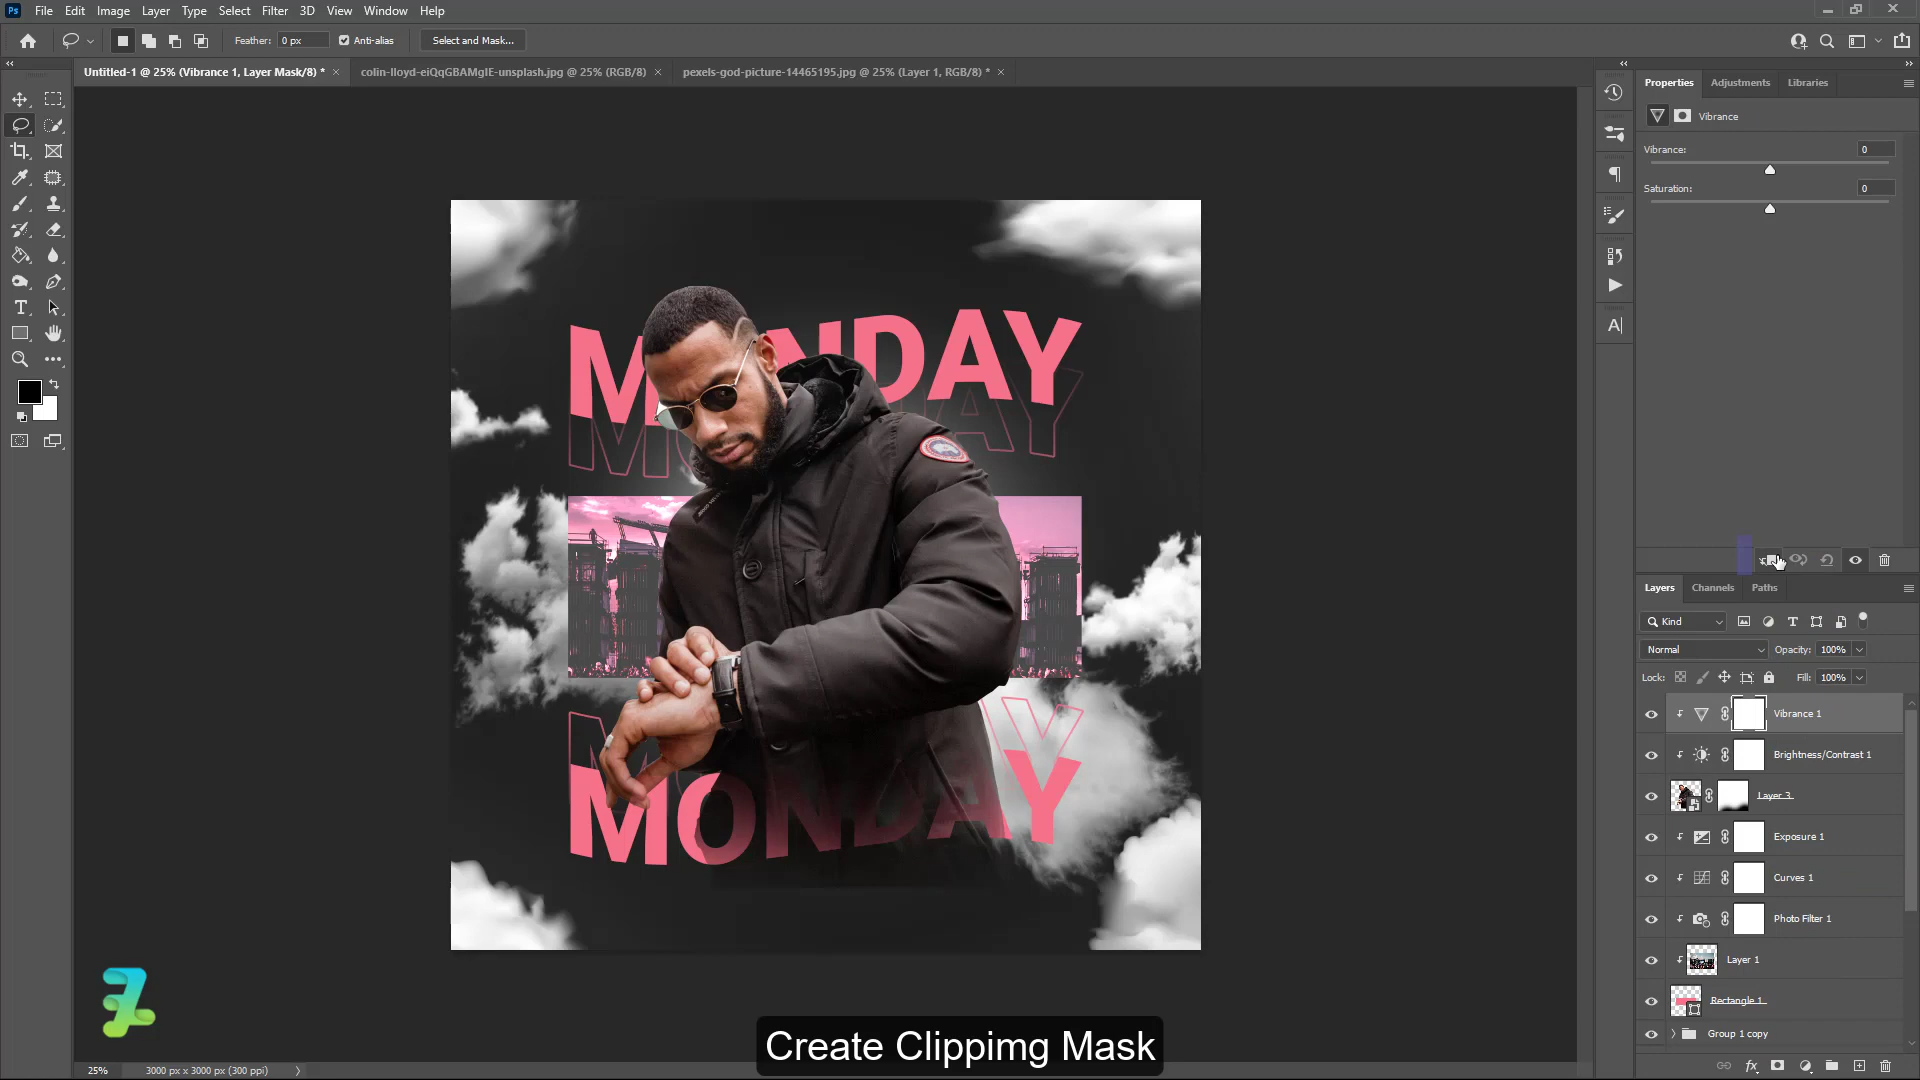 Ps File Edit Image Layer Type Select Filter 3D View Window Help
Feather: 0 px Anti-alias Select and Mask...
Untitled-1 @ 25% (Vibrance 1, Layer Mask/8) * × colin-lloyd-eiQqGBAMgIE-unsplash.jpg @ 25% (RGB/8) × pexels-god-picture-14465195.jpg @ 25% (Layer 1, RGB/8) * ×
Properties Adjustments Libraries
Vibrance
Vibrance: 0
Saturation: 0
MONDAY
MONDAY
MONDAY
Layers Channels Paths
Kind
Normal Opacity: 100%
Lock: Fill: 100%
Vibrance 1
Brightness/Contrast 1
Layer 3
Exposure 1
Curves 1
Photo Filter 1
Layer 1
Rectangle 1
Group 1 copy
Create Clippimg Mask
25% 3000 px x 3000 px (300 ppi)